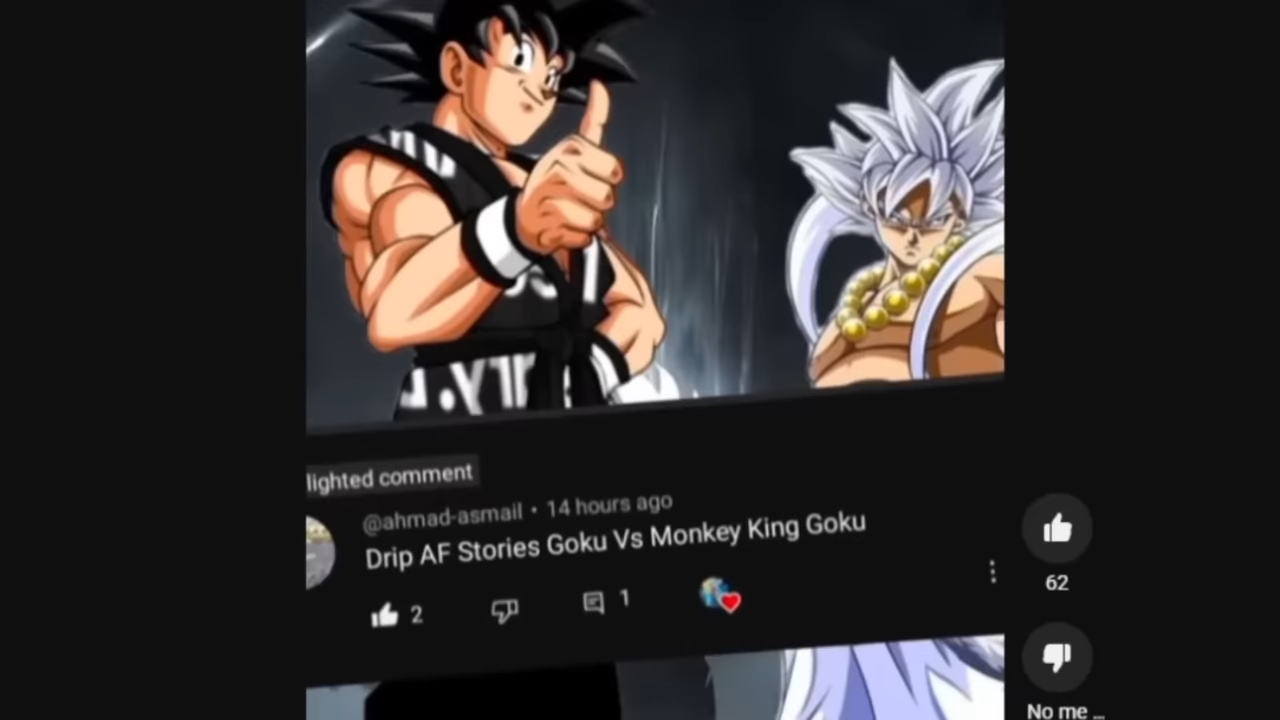 lighted comment
@ahmad-asmail • 14 hours ago
Drip AF Stories Goku Vs Monkey King Goku
2
1
62
No me ...